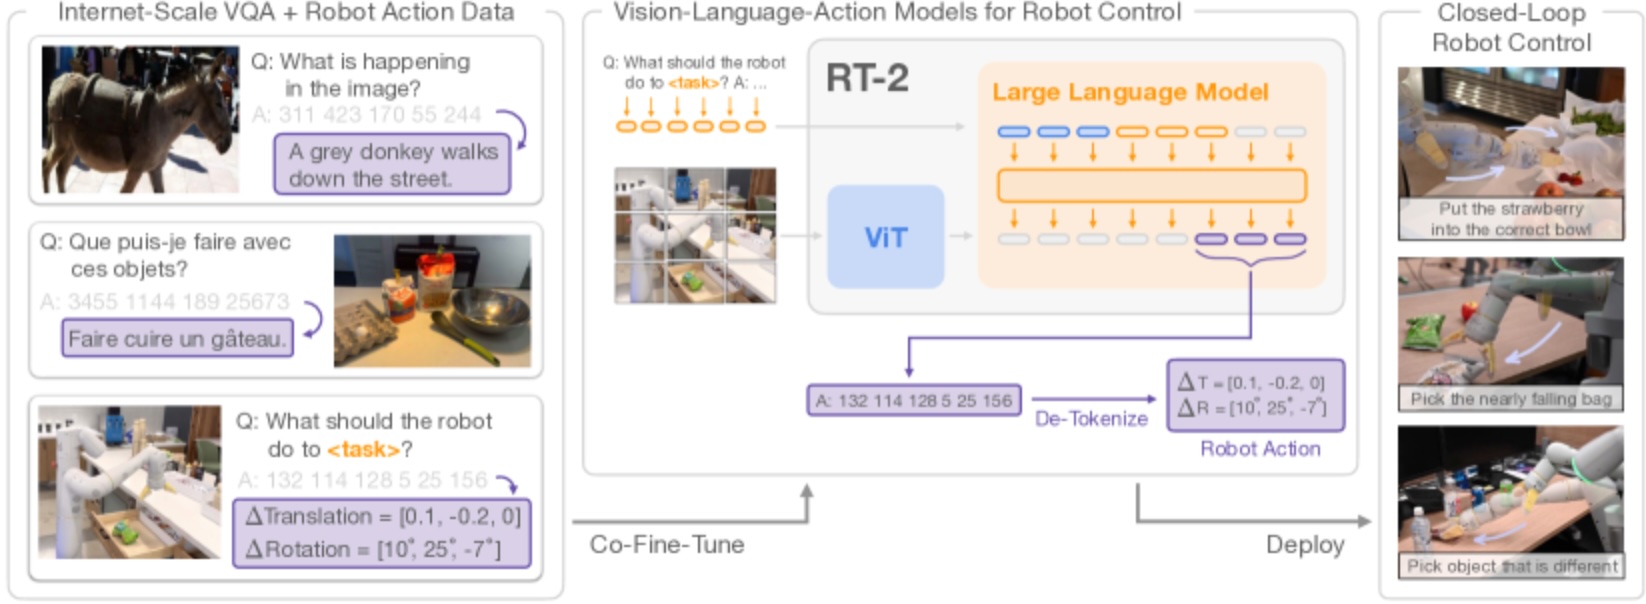 Internet-Scale VQA + Robot Action Data
Q: What is happening
in the image?
A: 311 423 170 55 244
A grey donkey walks
down the street.
Q: Que puis-je faire avec
ces objets?
A: 3455 1144 189 25673
Faire cuire un gâteau.
Q: What should the robot
do to <task>?
A: 132 114 128 5 25 156
ΔTranslation = [0.1, -0.2, 0]
ΔRotation = [10°, 25°, -7°]
Co-Fine-Tune
Vision-Language-Action Models for Robot Control
Q: What should the robot
do to <task>? A: ...
RT-2
Large Language Model
ViT
A: 132 114 128 5 25 156
De-Tokenize
ΔT = [0.1, -0.2, 0]
ΔR = [10°, 25°, -7°]
Robot Action
Deploy
Closed-Loop
Robot Control
Put the strawberry
into the correct bowl
Pick the nearly falling bag
Pick object that is different